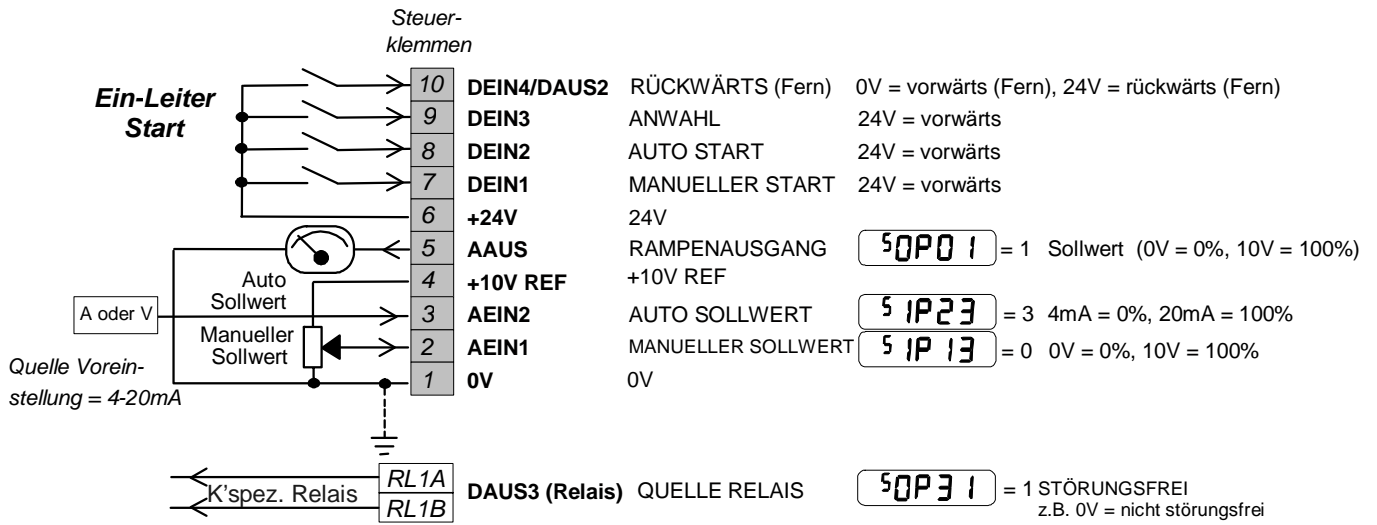 Steuer-
klemmen
Ein-Leiter
Start
10 DEIN4/DAUS2 RÜCKWÄRTS (Fern) 0V = vorwärts (Fern), 24V = rückwärts (Fern)
9 DEIN3 ANWAHL 24V = vorwärts
8 DEIN2 AUTO START 24V = vorwärts
7 DEIN1 MANUELLER START 24V = vorwärts
6 +24V 24V
5 AAUS RAMPENAUSGANG SOP01 = 1 Sollwert (0V = 0%, 10V = 100%)
Auto
Sollwert
4 +10V REF +10V REF
A oder V
3 AEIN2 AUTO SOLLWERT SIP23 = 3 4mA = 0%, 20mA = 100%
Manueller
Sollwert
2 AEIN1 MANUELLER SOLLWERT SIP13 = 0 0V = 0%, 10V = 100%
1 0V 0V
Quelle Vorein-
stellung = 4-20mA
K'spez. Relais
RL1A
RL1B
DAUS3 (Relais) QUELLE RELAIS SOP31 = 1 STÖRUNGSFREI
z.B. 0V = nicht störungsfrei